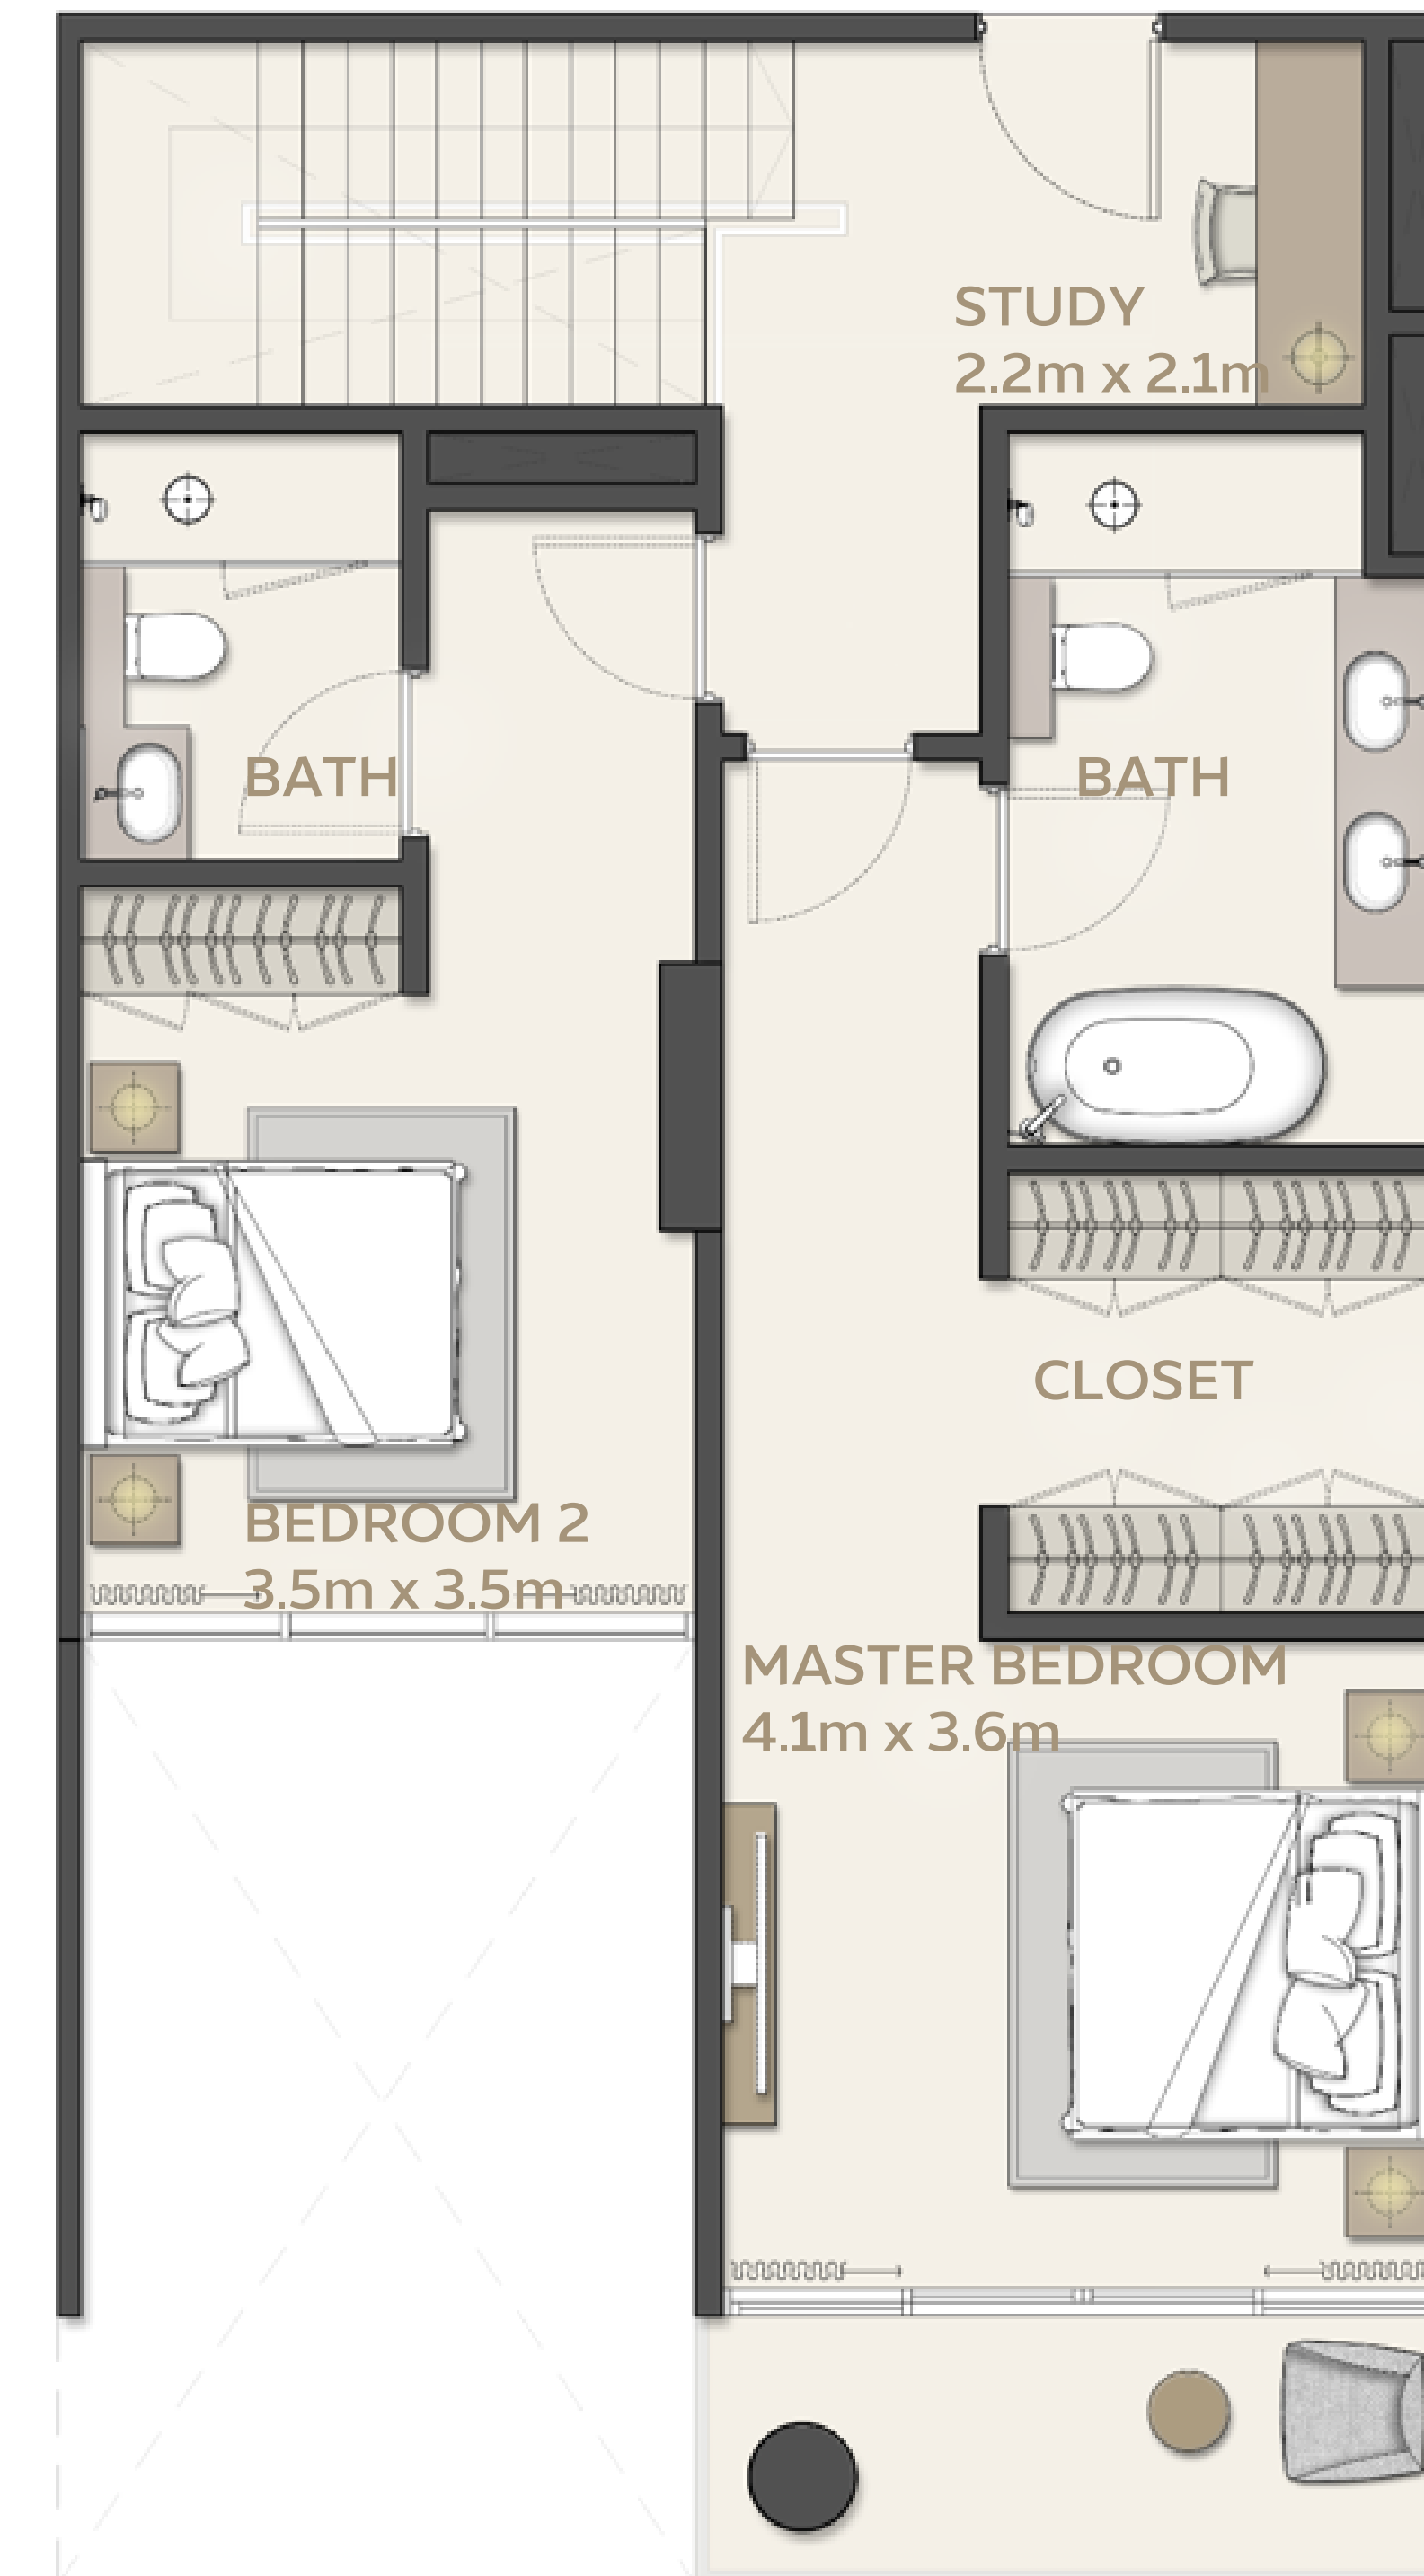 STUDY
2.2m x 2.1m
BATH
BATH
CLOSET
BEDROOM 2
3.5m x 3.5m
MASTER BEDROOM
4.1m x 3.6m